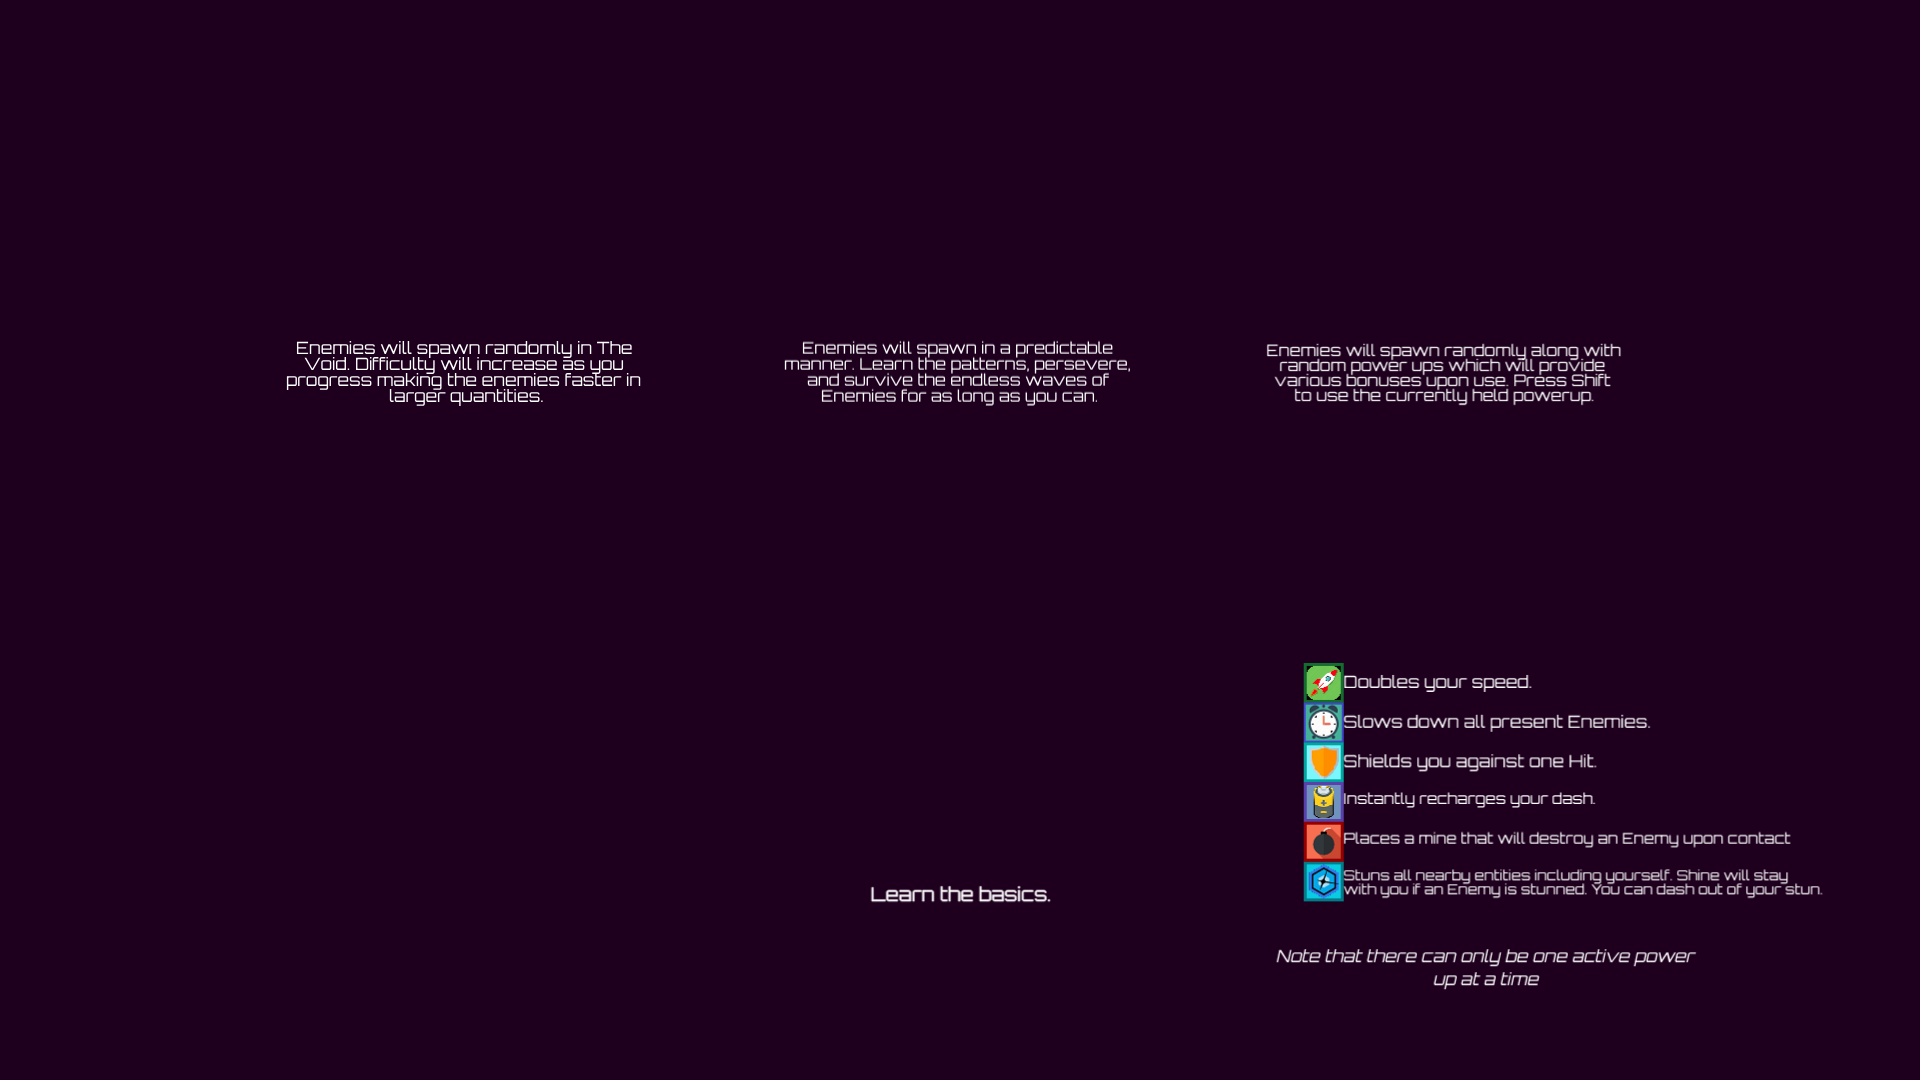 Enemies will spawn randomly in The
Void. Difficulty will increase as you
progress making the enemies faster in
larger quantities.
Enemies will spawn in a predictable
manner. Learn the patterns, persevere,
and survive the endless waves of
Enemies for as long as you can.
Enemies will spawn randomly along with
random power ups which will provide
various bonuses upon use. Press Shift
to use the currently held powerup.
Doubles your speed.
Slows down all present Enemies.
Shields you against one Hit.
Instantly recharges your dash.
Places a mine that will destroy an Enemy upon contact
Stuns all nearby entities including yourself. Shine will stay
with you if an Enemy is stunned. You can dash out of your stun.
Learn the basics.
Note that there can only be one active power
up at a time